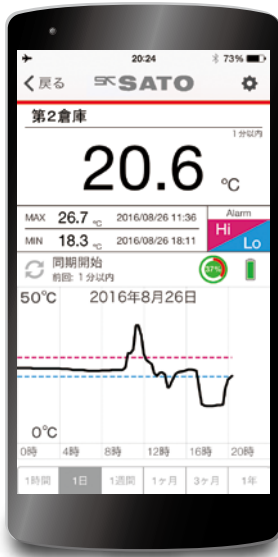 20:24 73%
戻る SKSATO
第2倉庫
1分以内
20.6 ℃
MAX 26.7 ℃ 2016/08/26 11:36 Alarm
Hi
MIN 18.3 ℃ 2016/08/26 18:11 Lo
同期開始
前回: 1分以内
37%
50℃ 2016年8月26日
0℃
0時 4時 8時 12時 16時 20時
1時間 1日 1週間 1ヶ月 3ヶ月 1年